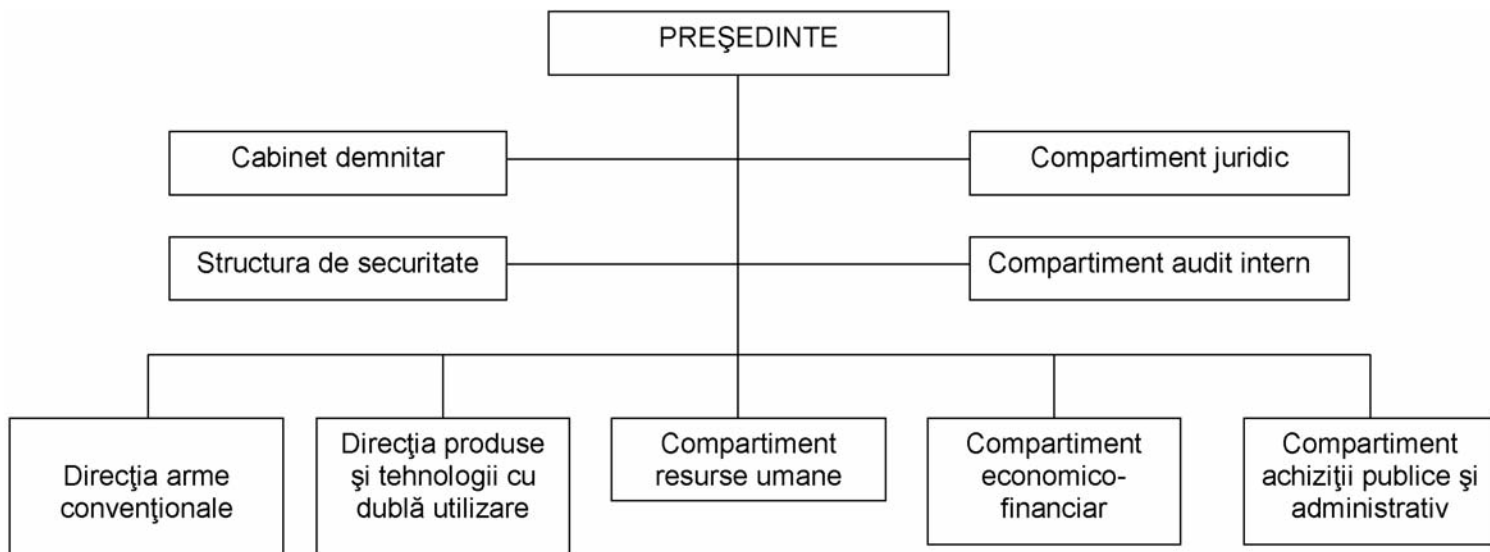 PREŞEDINTE
Cabinet demnitar
Compartiment juridic
Structura de securitate
Compartiment audit intern
Direcţia arme
convenţionale
Direcţia produse
şi tehnologii cu
dublă utilizare
Compartiment
resurse umane
Compartiment
economico-
financiar
Compartiment
achiziţii publice şi
administrativ